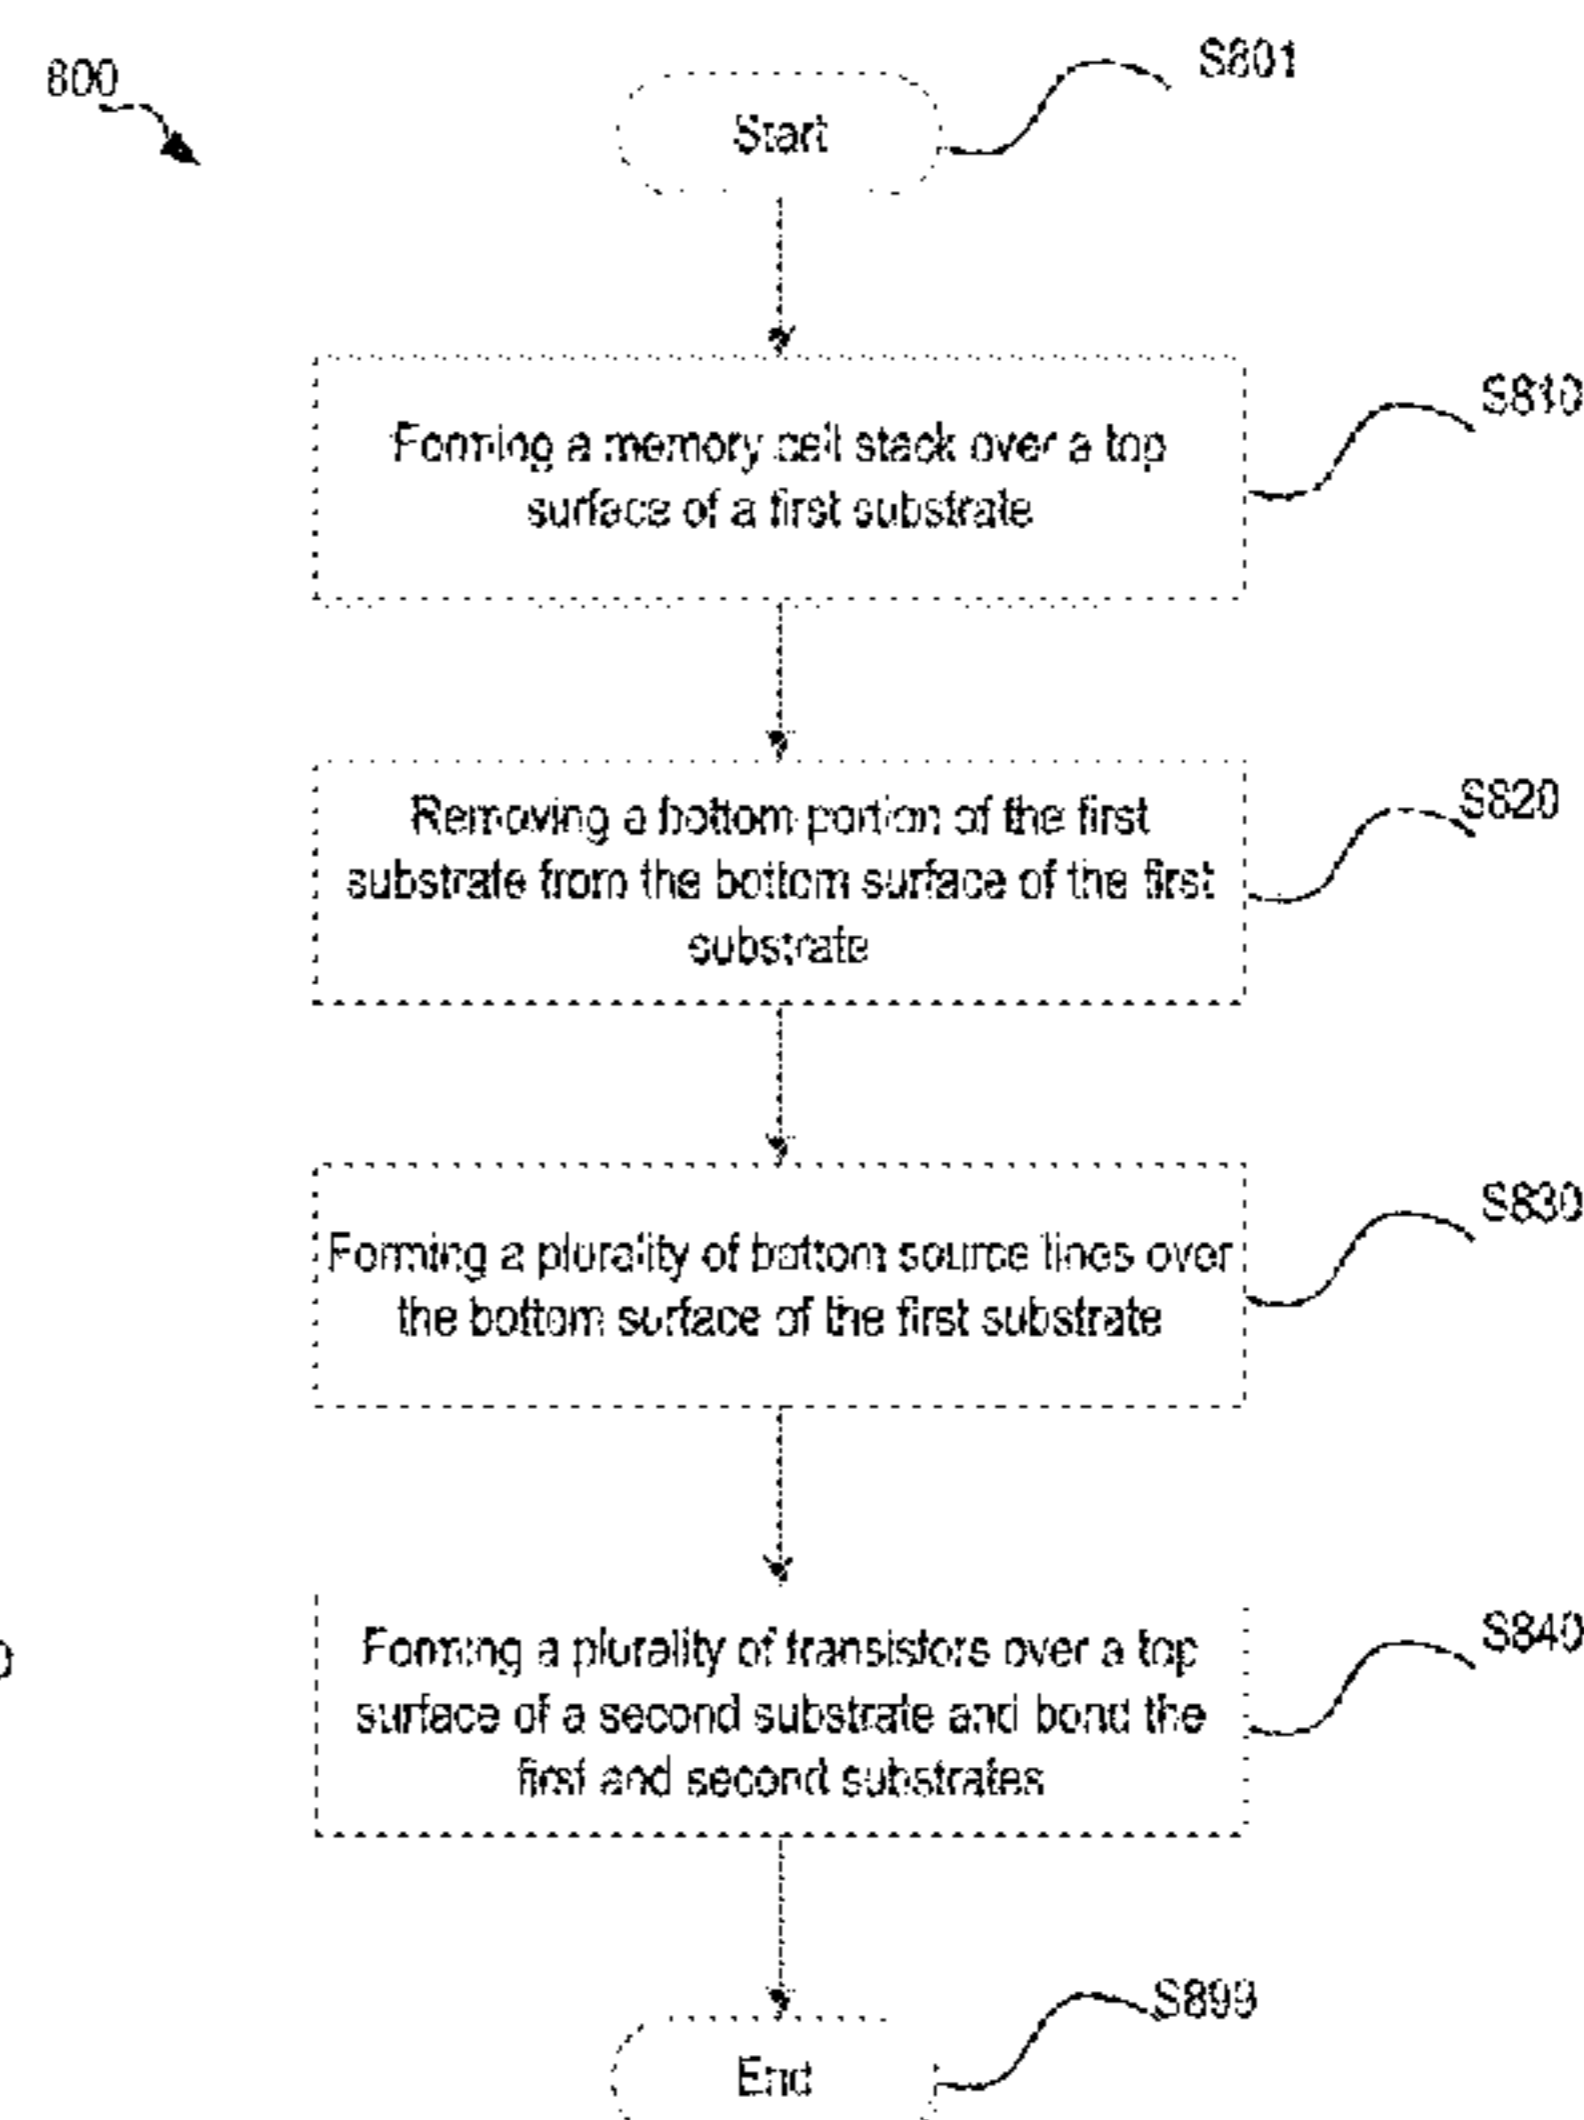 800
S801
Start
S810
Forming a memory cell stack over a top
surface of a first substrate
S820
Removing a bottom portion of the first
substrate from the bottom surface of the first
substrate
S830
Forming a plurality of bottom source lines over
the bottom surface of the first substrate
S840
Forming a plurality of transistors over a top
surface of a second substrate and bond the
first and second substrates
S899
End